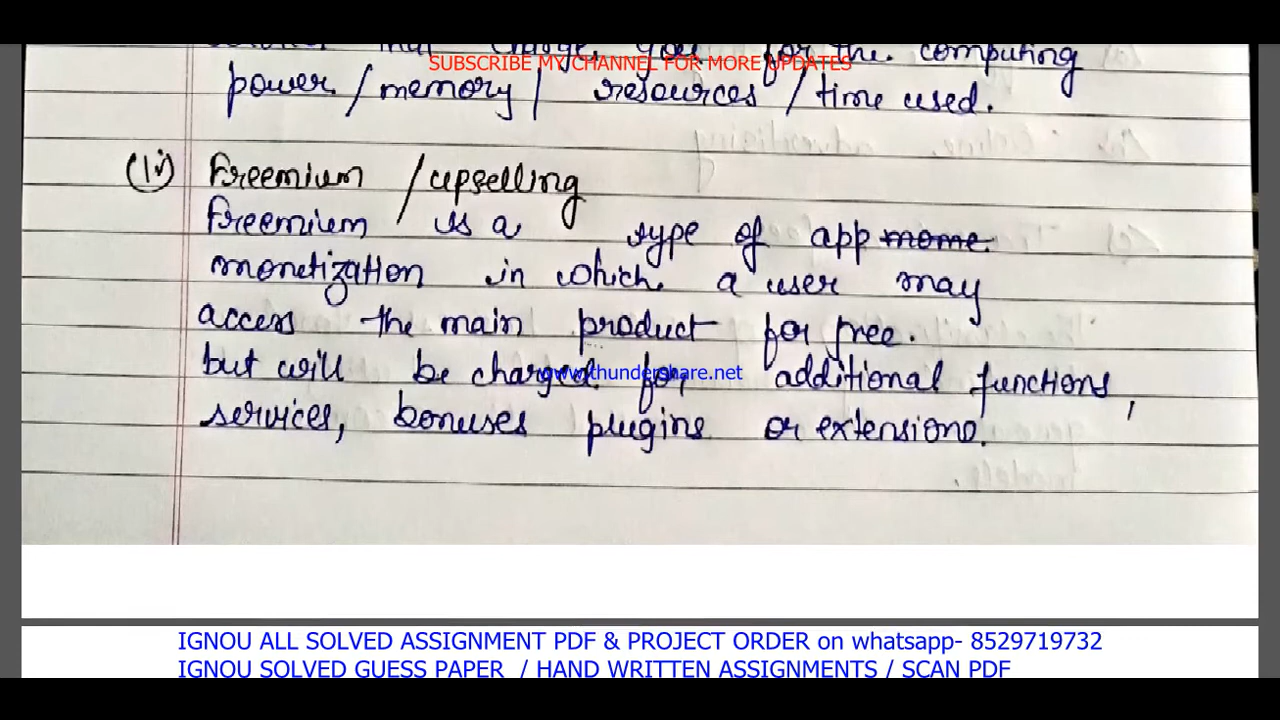 that charge you for the computing
SUBSCRIBE MY CHANNEL FOR MORE UPDATES
power/memory/ resources/time used.
(iv) Freemium /upselling
Freemium is a type of app mome
monetization in which a user may
access the main product for free.
but will be charged for additional functions,
www.thundershare.net
services, bonuses plugins or extensions.
IGNOU ALL SOLVED ASSIGNMENT PDF & PROJECT ORDER on whatsapp- 8529719732
IGNOU SOLVED GUESS PAPER / HAND WRITTEN ASSIGNMENTS / SCAN PDF